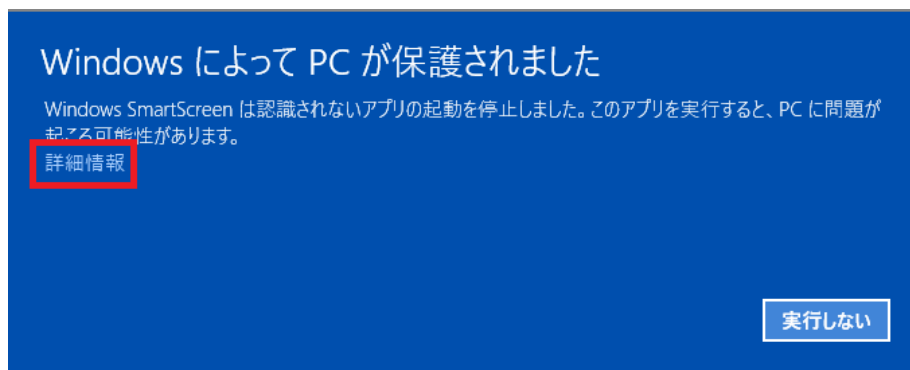 Windows によって PC が保護されました
Windows SmartScreen は認識されないアプリの起動を停止しました。このアプリを実行すると、PC に問題が
起こる可能性があります。
詳細情報
実行しない